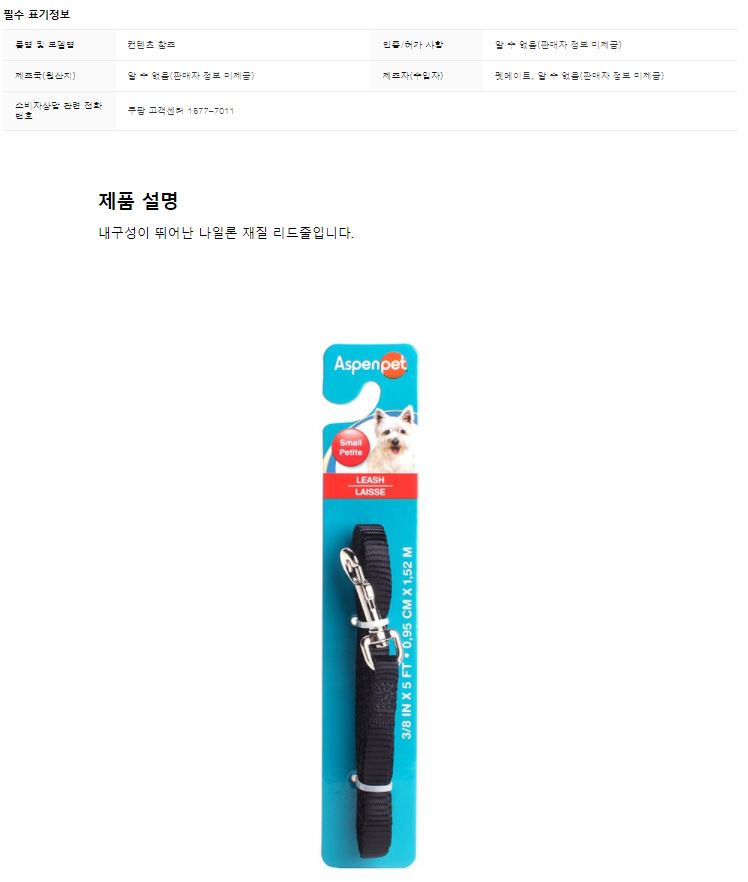 필수 표기정보
품명 및 모델명 컨텐츠 참조 인증/허가 사항 알 수 없음(판매자 정보 미제공)
제조국(원산지) 알 수 없음(판매자 정보 미제공) 제조자(수입자) 펫메이트, 알 수 없음(판매자 정보 미제공)
소비자상담 관련 전화
번호
쿠팡 고객센터 1577-7011
제품 설명
내구성이 뛰어난 나일론 재질 리드줄입니다.
Aspenpet
Small
Petite
LEASH
LAISSE
3/8 IN X 5 FT • 0,95 CM X 1,52 M